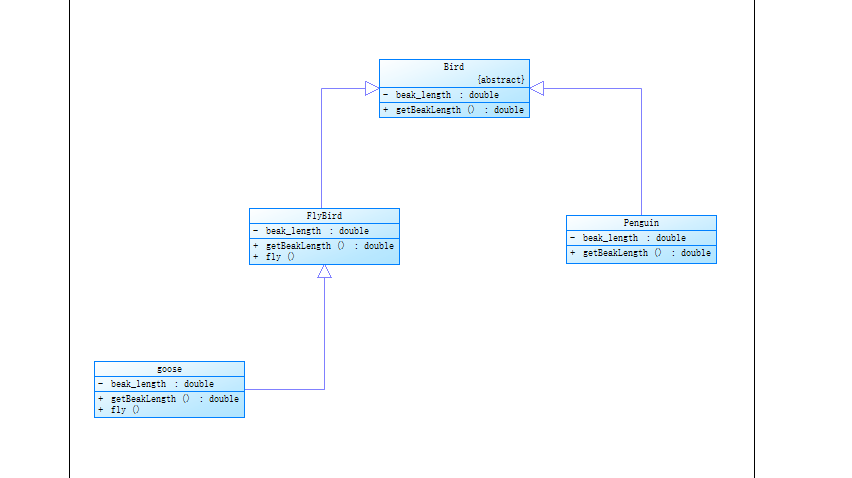 Bird
{abstract}
- beak_length : double
+ getBeakLength () : double
FlyBird
- beak_length : double
+ getBeakLength () : double
+ fly ()
Penguin
- beak_length : double
+ getBeakLength () : double
goose
- beak_length : double
+ getBeakLength () : double
+ fly ()